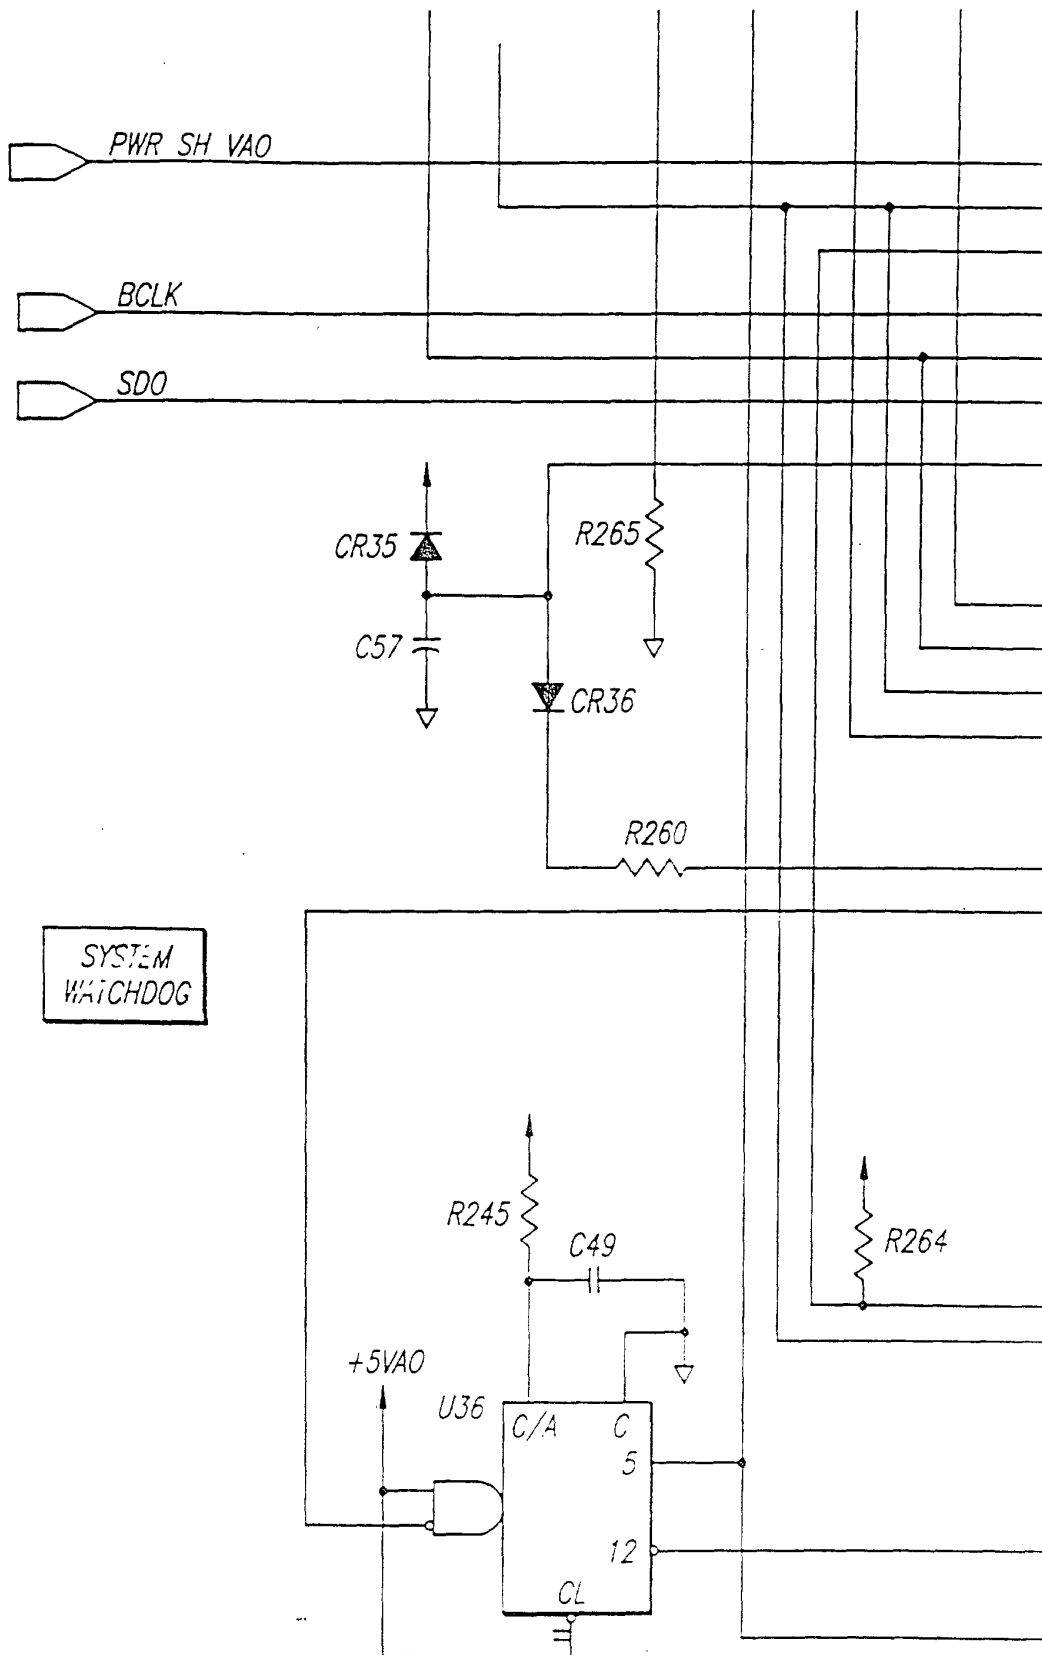 PWR SH VAO
BCLK
SDO
CR35
R265
C57
CR36
R260
SYSTEM
WATCHDOG
R245
C49
R264
+5VAO
U36
C/A
C
5
12
CL